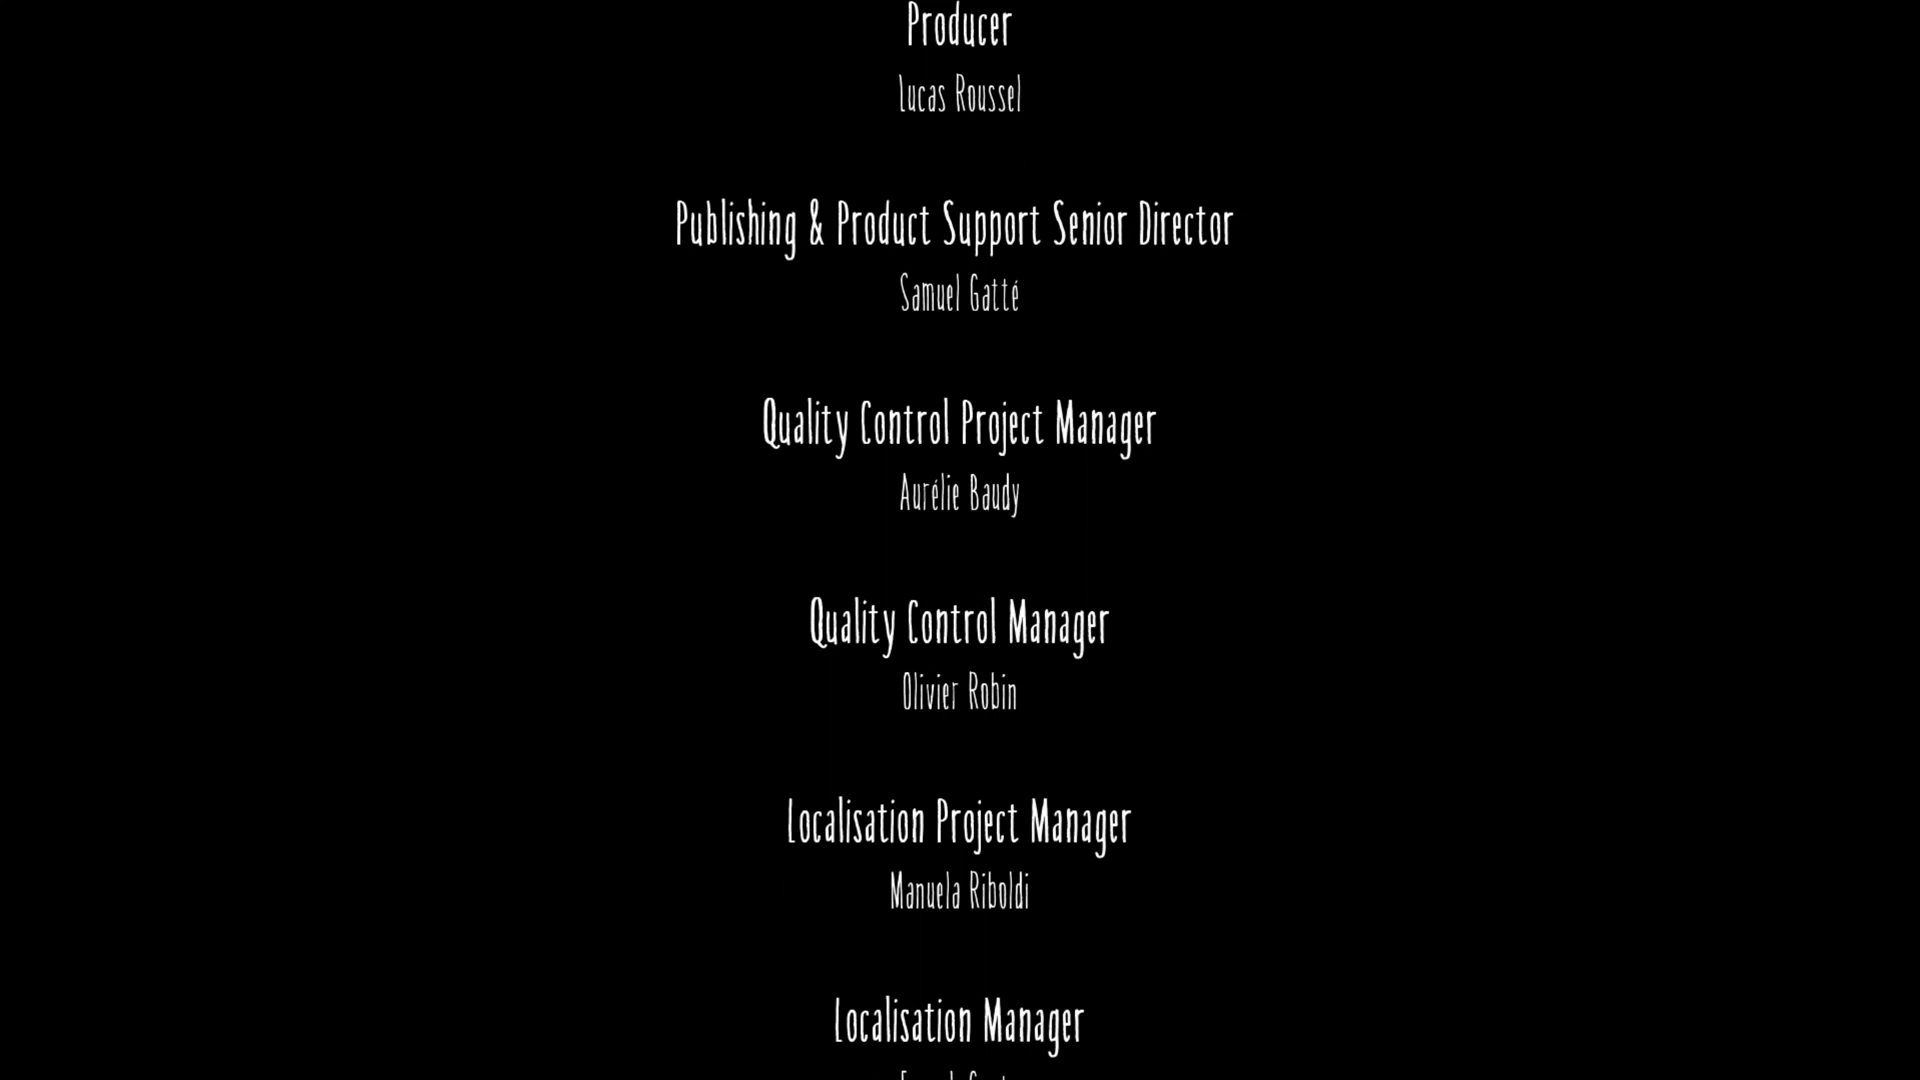 Producer
Lucas Roussel
Publishing & Product Support Senior Director
Samuel Gatté
Quality Control Project Manager
Aurélie Baudy
Quality Control Manager
Olivier Robin
Localisation Project Manager
Manuela Riboldi
Localisation Manager